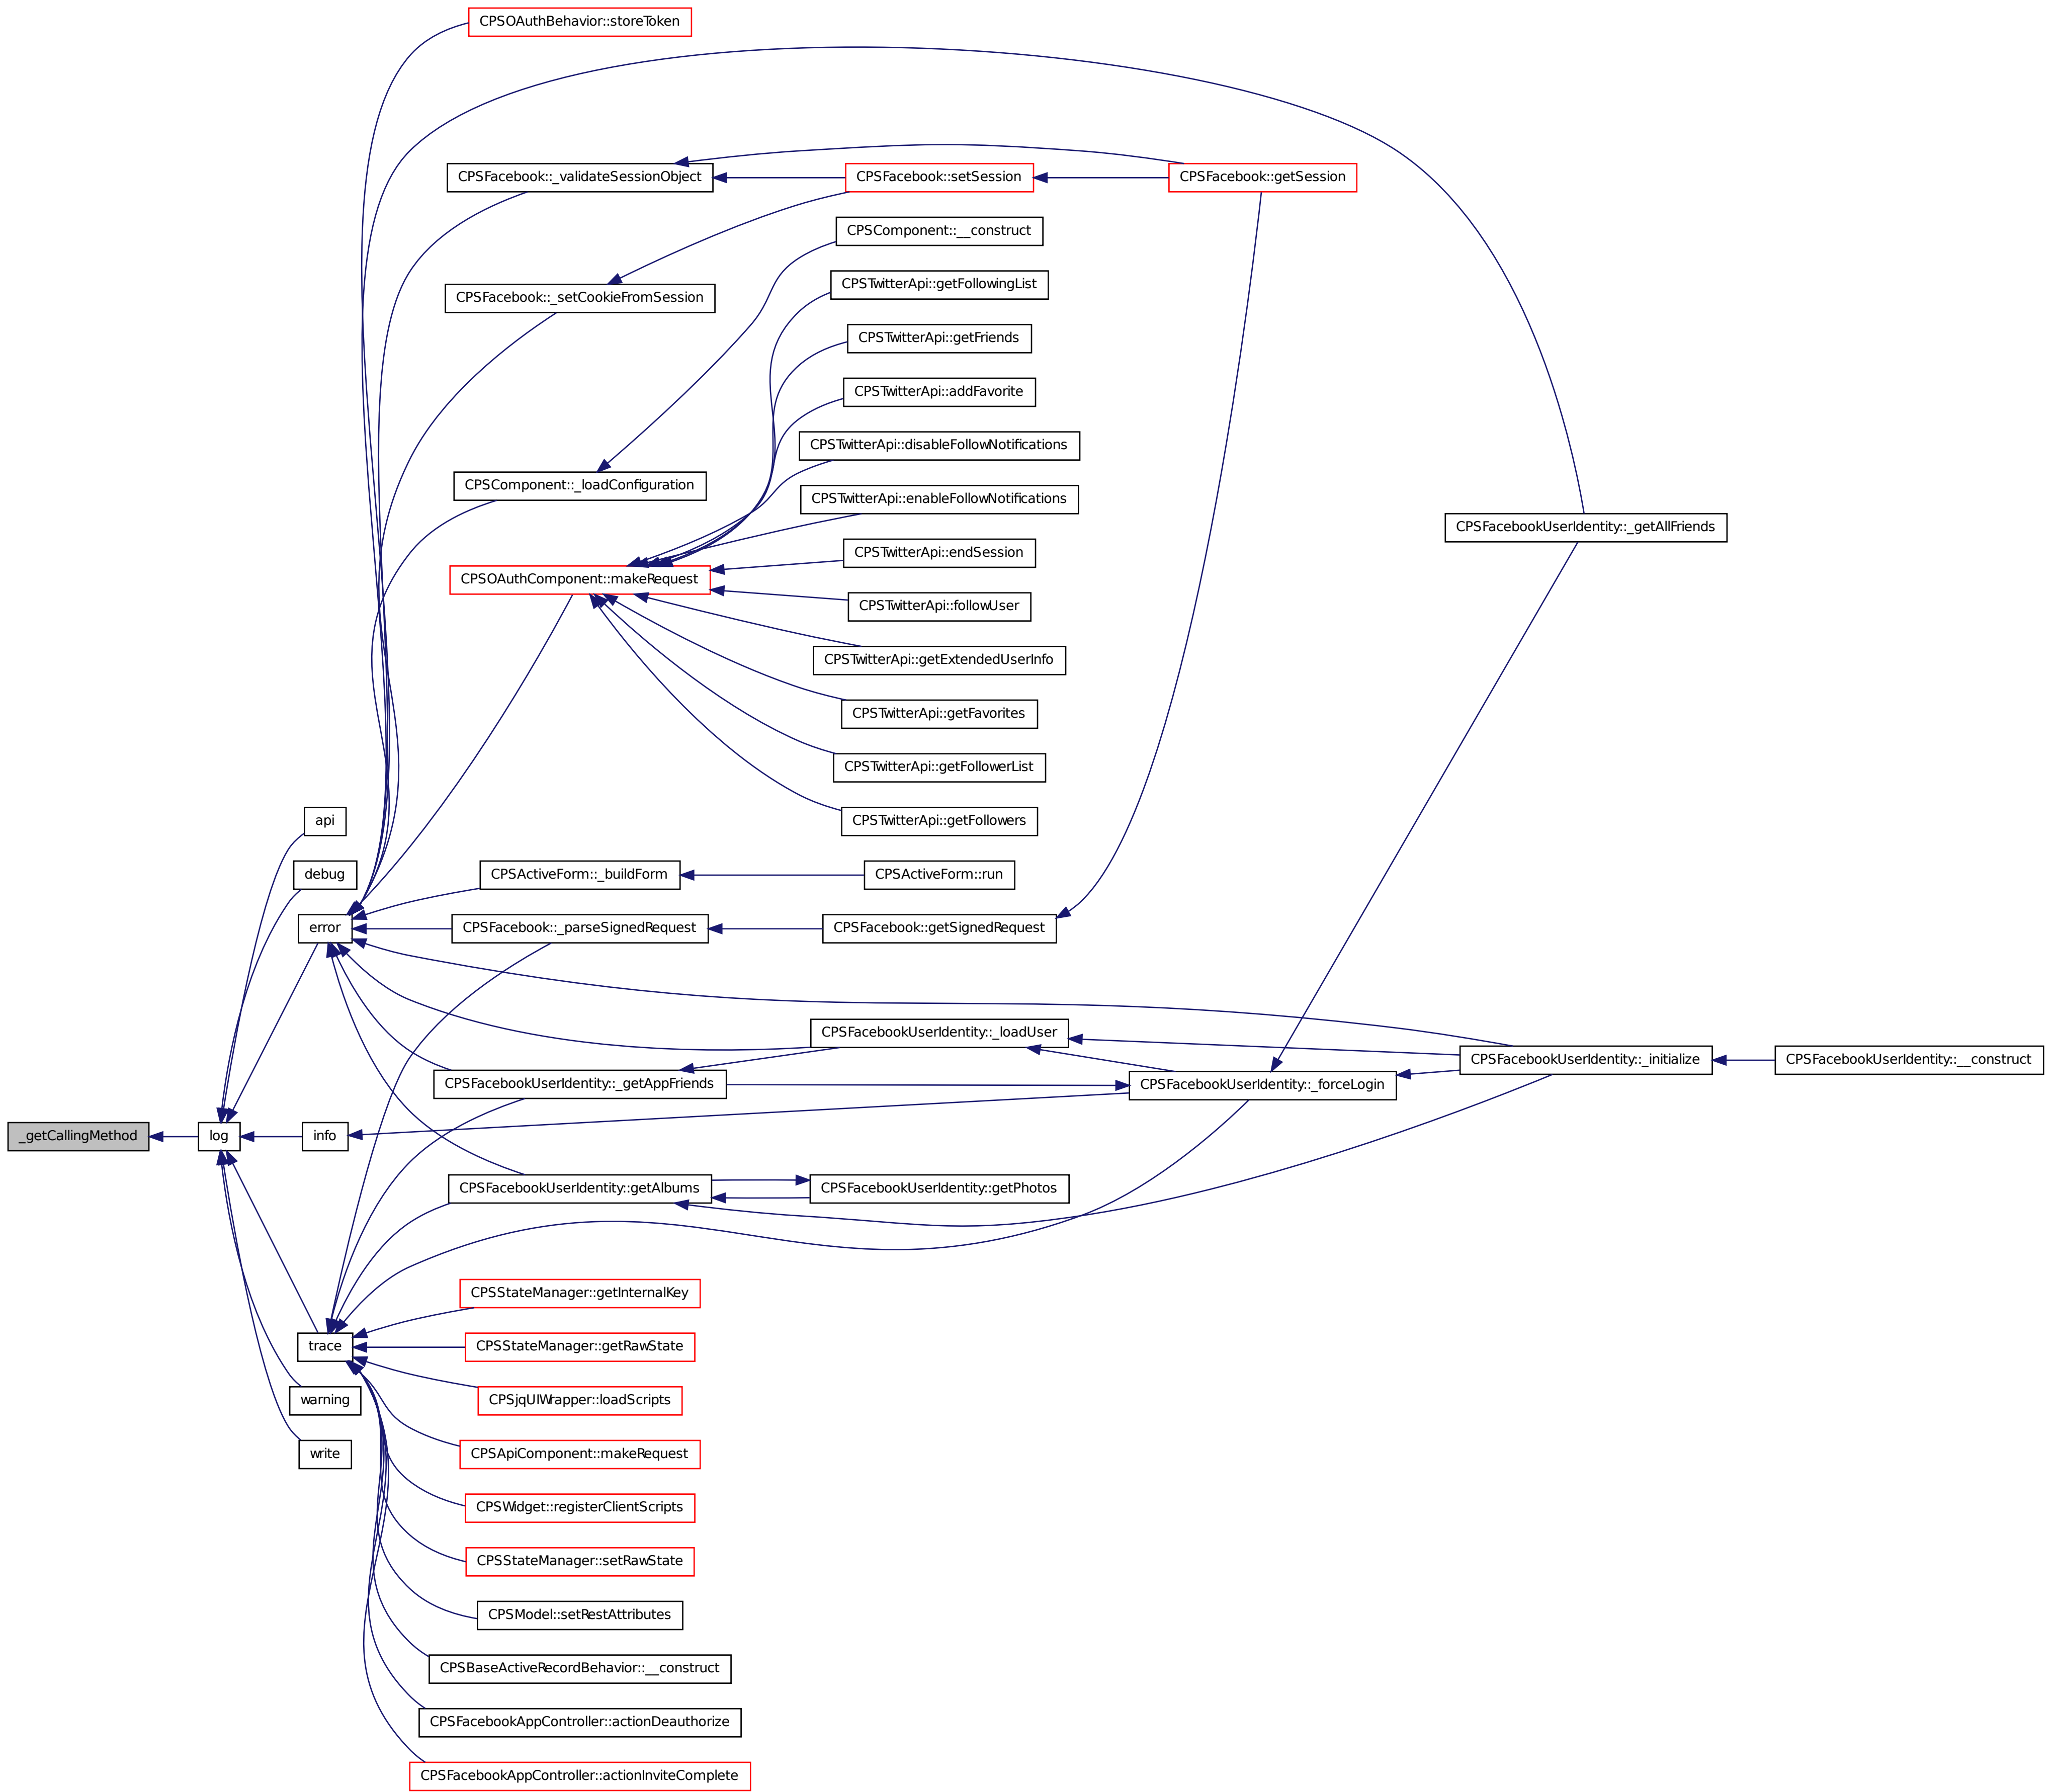 CPSOAuthBehavior::storeToken
CPSFacebook::_validateSessionObject
CPSFacebook::setSession
CPSFacebook::getSession
CPSComponent::__construct
CPSTwitterApi::getFollowingList
CPSFacebook::_setCookieFromSession
CPSTwitterApi::getFriends
CPSTwitterApi::addFavorite
CPSTwitterApi::disableFollowNotifications
CPSComponent::_loadConfiguration
CPSTwitterApi::enableFollowNotifications
CPSFacebookUserIdentity::_getAllFriends
CPSTwitterApi::endSession
CPSOAuthComponent::makeRequest
CPSTwitterApi::followUser
CPSTwitterApi::getExtendedUserInfo
CPSTwitterApi::getFavorites
CPSTwitterApi::getFollowerList
api
CPSTwitterApi::getFollowers
debug
CPSActiveForm::_buildForm
CPSActiveForm::run
error
CPSFacebook::_parseSignedRequest
CPSFacebook::getSignedRequest
CPSFacebookUserIdentity::_loadUser
CPSFacebookUserIdentity::_initialize
CPSFacebookUserIdentity::__construct
CPSFacebookUserIdentity::_getAppFriends
CPSFacebookUserIdentity::_forceLogin
_getCallingMethod
log
info
CPSFacebookUserIdentity::getAlbums
CPSFacebookUserIdentity::getPhotos
CPSStateManager::getInternalKey
trace
CPSStateManager::getRawState
warning
CPSjqUIWrapper::loadScripts
write
CPSApiComponent::makeRequest
CPSWidget::registerClientScripts
CPSStateManager::setRawState
CPSModel::setRestAttributes
CPSBaseActiveRecordBehavior::__construct
CPSFacebookAppController::actionDeauthorize
CPSFacebookAppController::actionInviteComplete